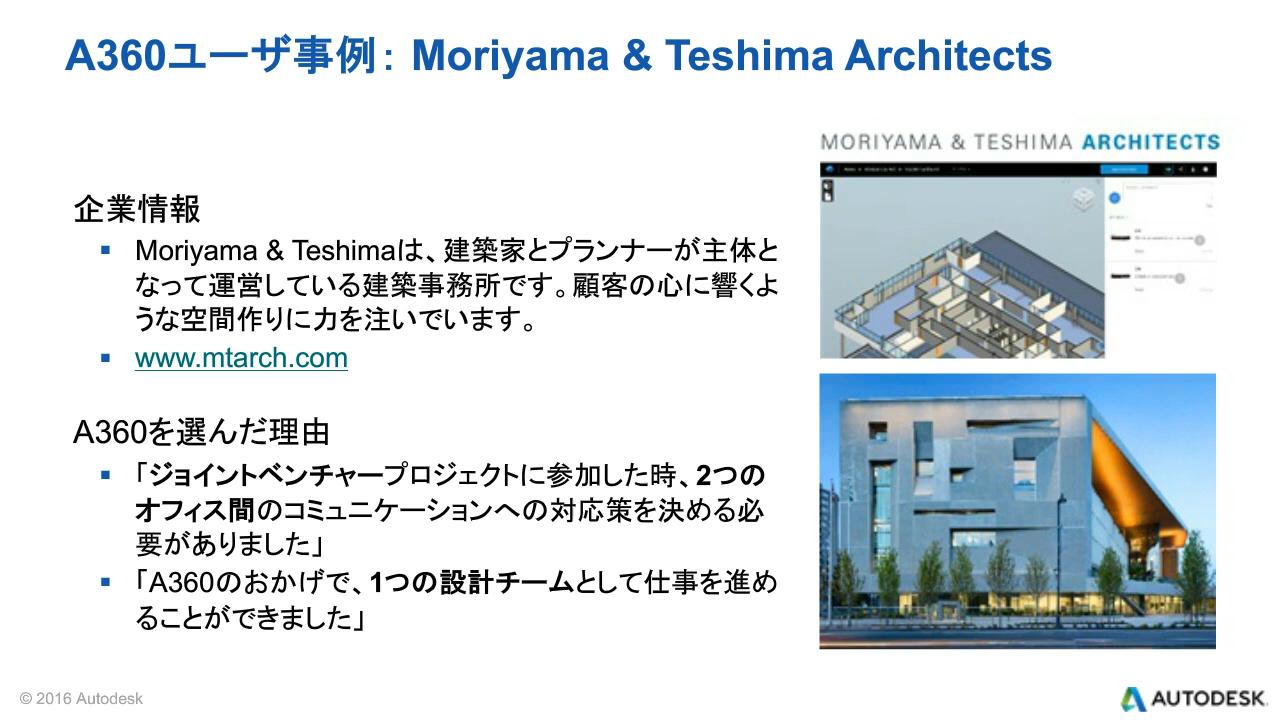 A360ユーザ事例： Moriyama & Teshima Architects
MORIYAMA & TESHIMA ARCHITECTS
企業情報
▪ Moriyama & Teshimaは、建築家とプランナーが主体と
なって運営している建築事務所です。顧客の心に響くよ
うな空間作りに力を注いでいます。
▪ www.mtarch.com
A360を選んだ理由
▪ 「ジョイントベンチャープロジェクトに参加した時、2つの
オフィス間のコミュニケーションへの対応策を決める必
要がありました」
▪ 「A360のおかげで、1つの設計チームとして仕事を進め
ることができました」
© 2016 Autodesk
AUTODESK.